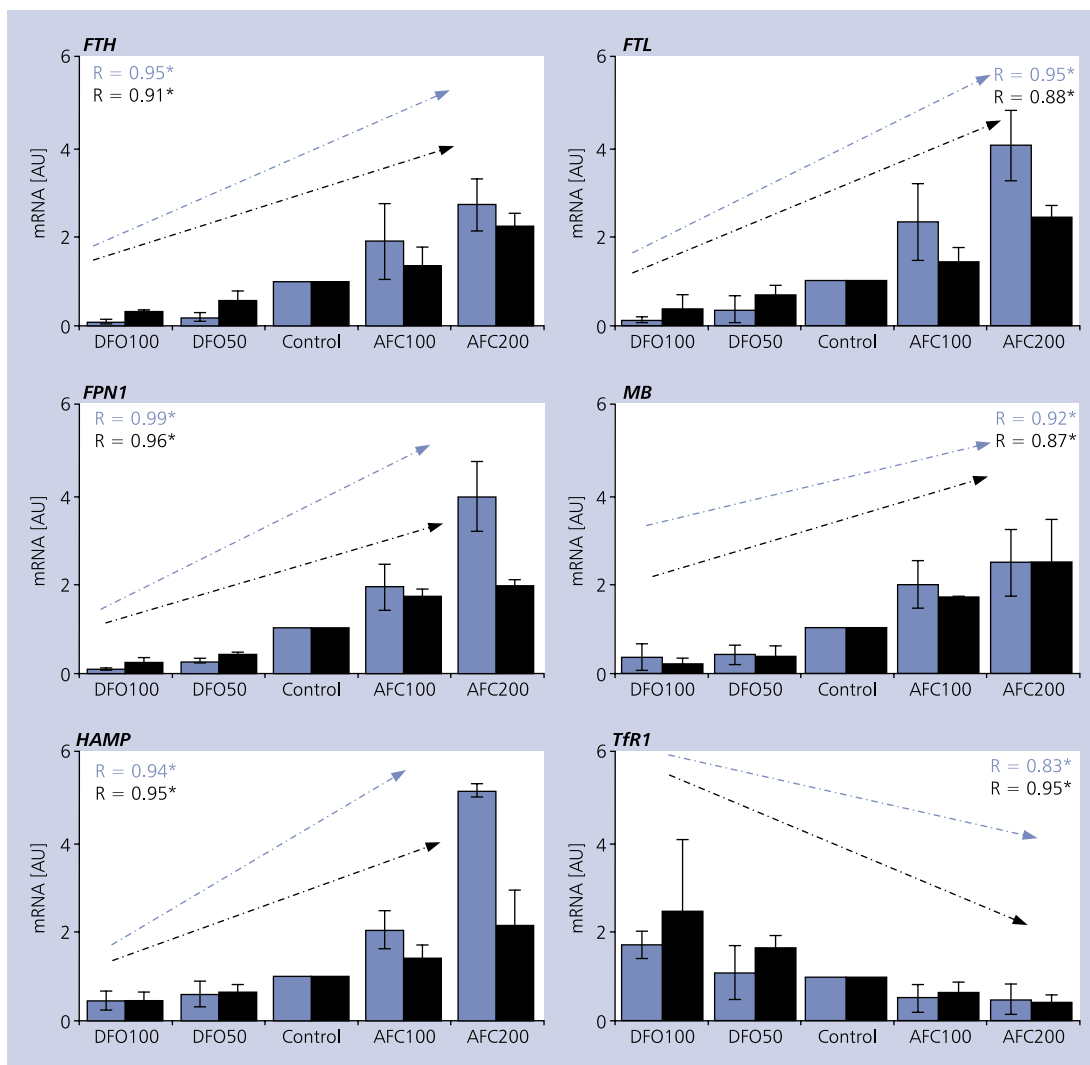 FTH
6
R = 0.95*
R = 0.91*
4
mRNA [AU]
2
0
DFO100 DFO50 Control AFC100 AFC200
FTL
6
R = 0.95*
R = 0.88*
4
mRNA [AU]
2
0
DFO100 DFO50 Control AFC100 AFC200
FPN1
6
R = 0.99*
R = 0.96*
4
mRNA [AU]
2
0
DFO100 DFO50 Control AFC100 AFC200
MB
6
R = 0.92*
R = 0.87*
4
mRNA [AU]
2
0
DFO100 DFO50 Control AFC100 AFC200
HAMP
6
R = 0.94*
R = 0.95*
4
mRNA [AU]
2
0
DFO100 DFO50 Control AFC100 AFC200
TfR1
6
R = 0.83*
R = 0.95*
4
mRNA [AU]
2
0
DFO100 DFO50 Control AFC100 AFC200